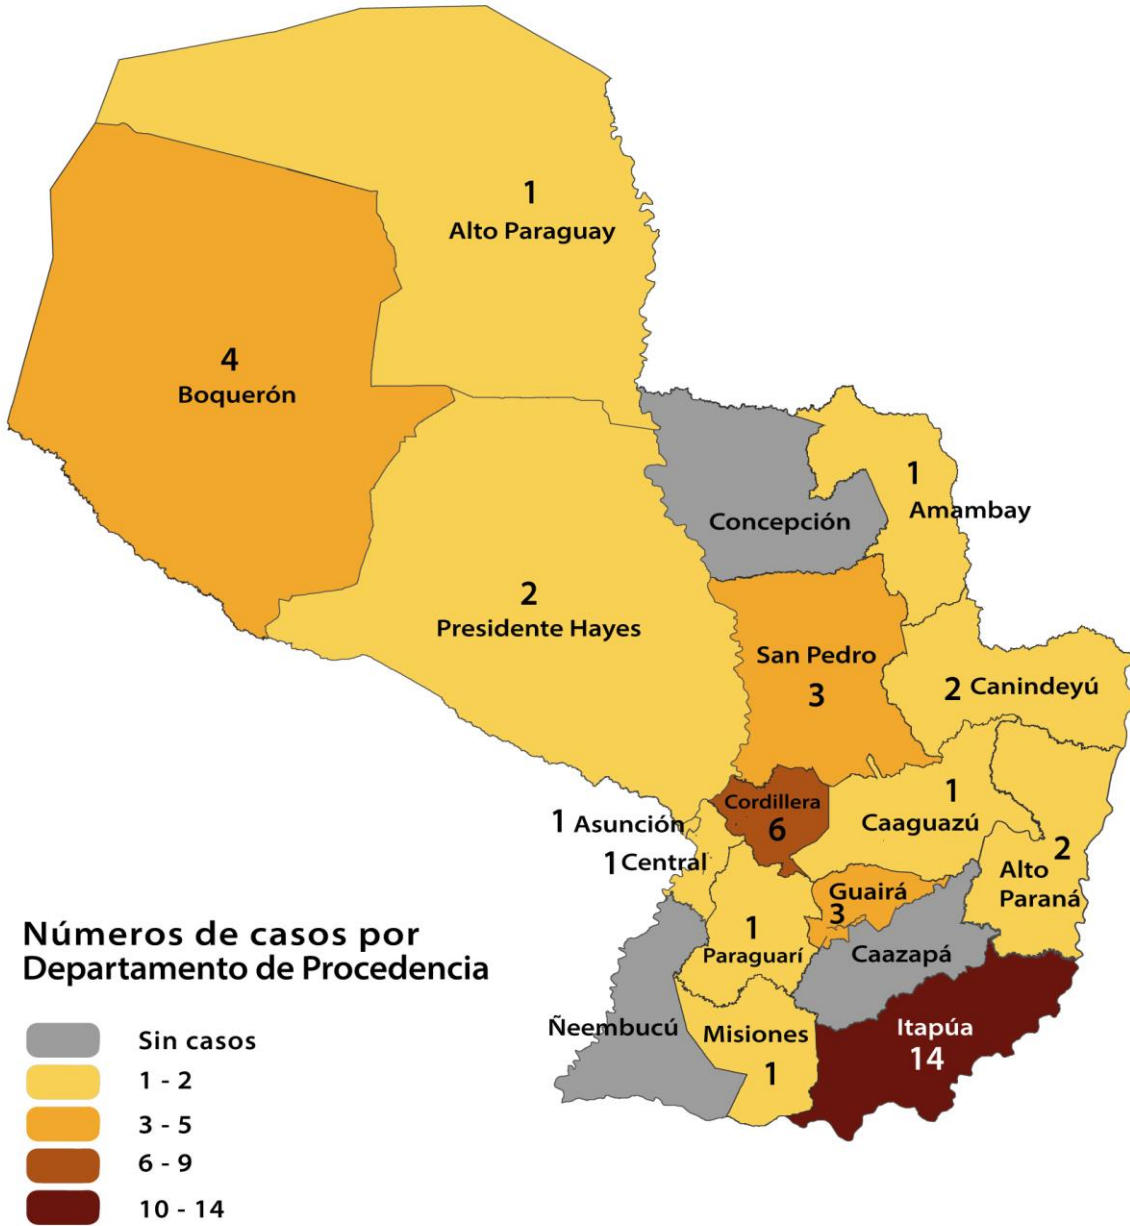 1
Alto Paraguay
4
Boquerón
1
Amambay
Concepción
2
Presidente Hayes
San Pedro
3
2 Canindeyú
Cordillera
6
1
Caaguazú
1 Asunción
1 Central
2
Alto
Paraná
Guairá
3
1
Paraguarí
Caazapá
Ñeembucú
Misiones
1
Itapúa
14
Números de casos por
Departamento de Procedencia
Sin casos
1 - 2
3 - 5
6 - 9
10 - 14